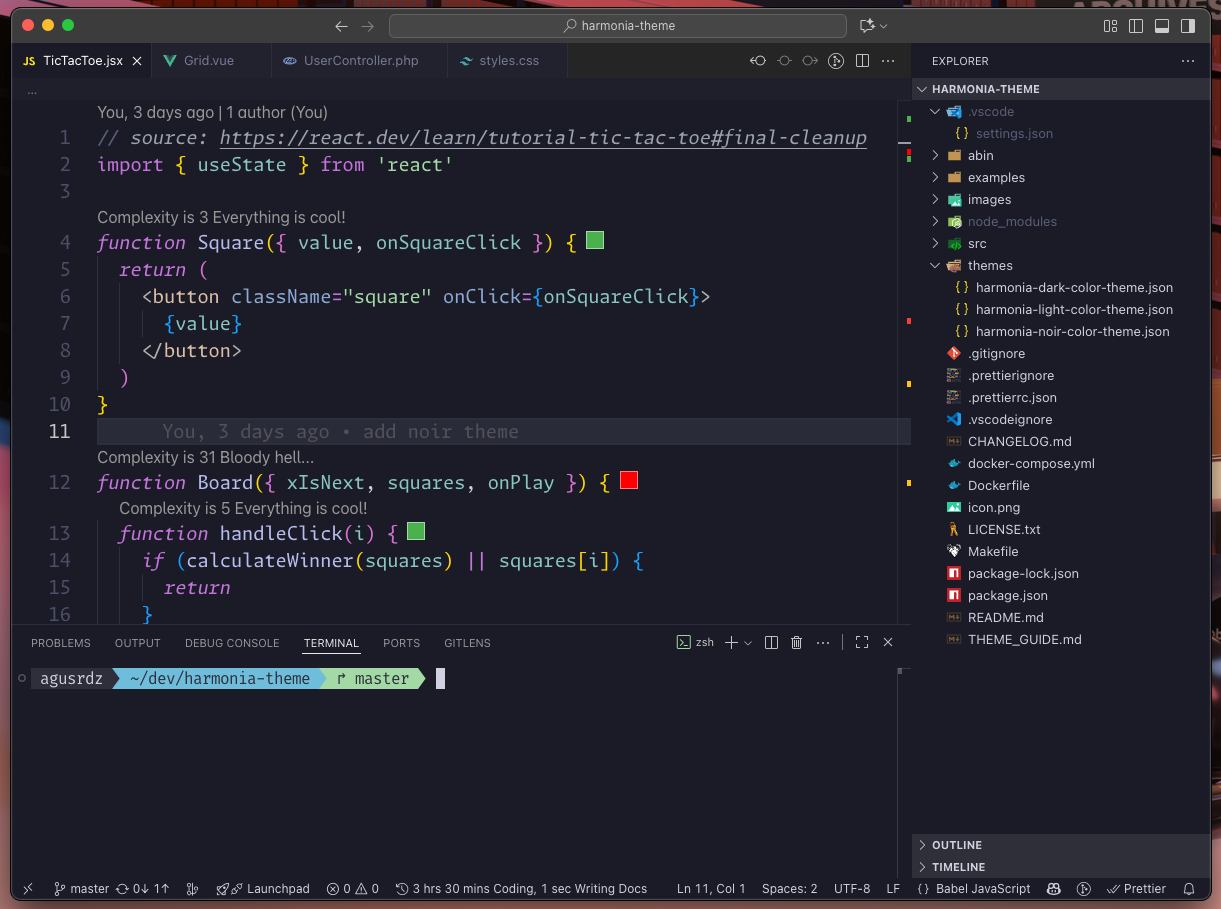 harmonia-theme
JS TicTacToe.jsx
Grid.vue
UserController.php
styles.css
...
You, 3 days ago | 1 author (You)
1 // source: https://react.dev/learn/tutorial-tic-tac-toe#final-cleanup
2 import { useState } from 'react'
3
Complexity is 3 Everything is cool!
4 function Square({ value, onSquareClick }) {
5 return (
6 <button className="square" onClick={onSquareClick}>
7 {value}
8 </button>
9 )
10 }
11 You, 3 days ago • add noir theme
Complexity is 31 Bloody hell...
12 function Board({ xIsNext, squares, onPlay }) {
Complexity is 5 Everything is cool!
13 function handleClick(i) {
14 if (calculateWinner(squares) || squares[i]) {
15 return
16 }
PROBLEMS OUTPUT DEBUG CONSOLE TERMINAL PORTS GITLENS
zsh
agusrdz ~/dev/harmonia-theme master
EXPLORER
HARMONIA-THEME
.vscode
{} settings.json
abin
examples
images
node_modules
src
themes
{} harmonia-dark-color-theme.json
{} harmonia-light-color-theme.json
{} harmonia-noir-color-theme.json
.gitignore
.prettierignore
.prettierrc.json
.vscodeignore
CHANGELOG.md
docker-compose.yml
Dockerfile
icon.png
LICENSE.txt
Makefile
package-lock.json
package.json
README.md
THEME_GUIDE.md
OUTLINE
TIMELINE
master 0↓ 1↑ Launchpad 0 0 3 hrs 30 mins Coding, 1 sec Writing Docs Ln 11, Col 1 Spaces: 2 UTF-8 LF {} Babel JavaScript Prettier